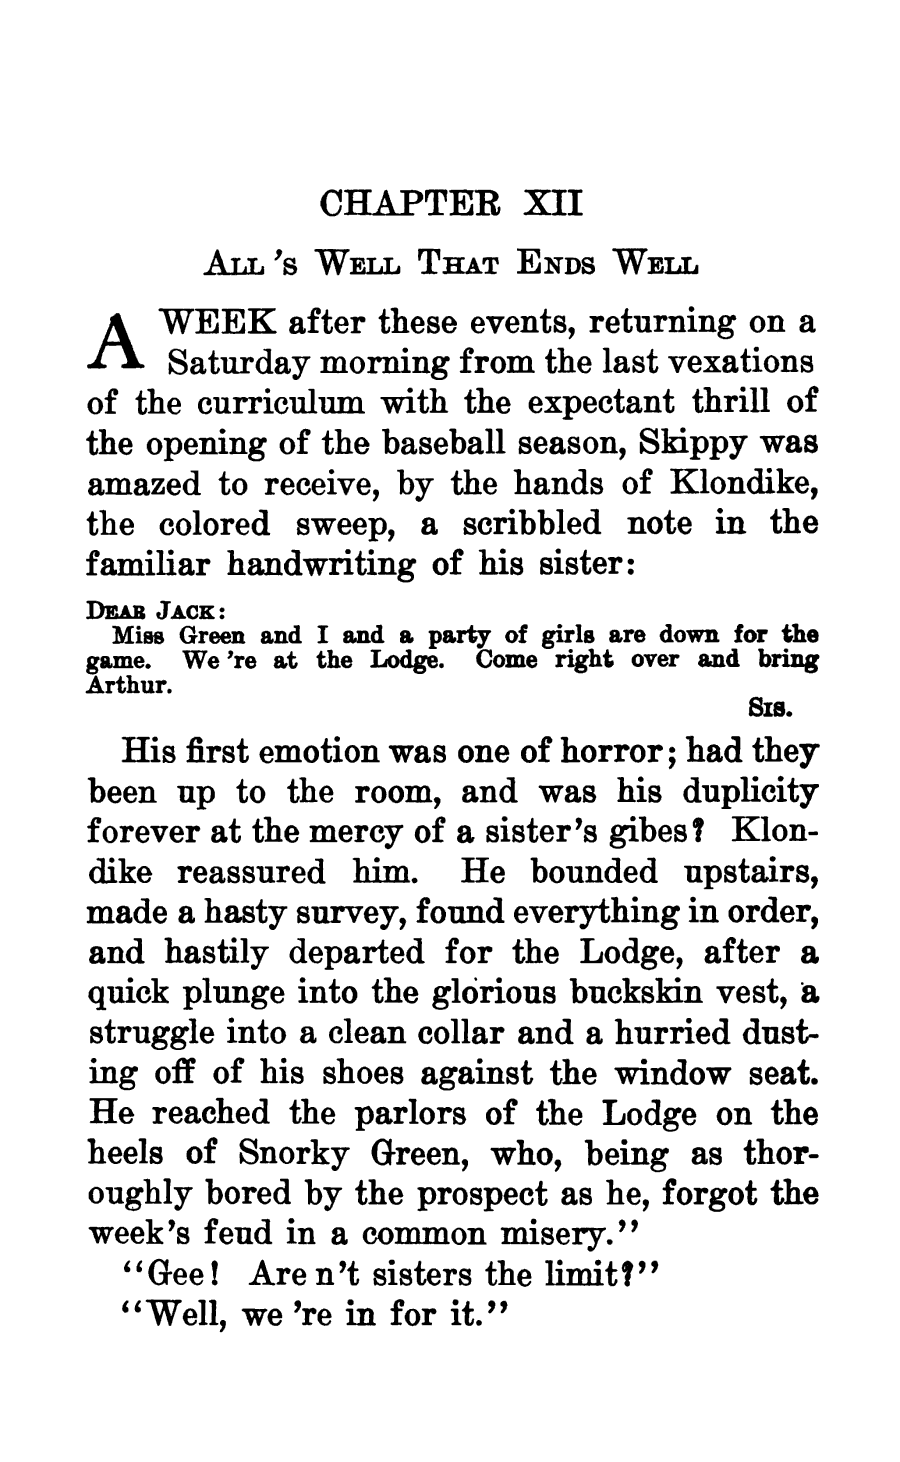 CHAPTER XII
ALL 'S WELL THAT ENDS WELL
A WEEK after these events, returning on a
Saturday morning from the last vexations
of the curriculum with the expectant thrill of
the opening of the baseball season, Skippy was
amazed to receive, by the hands of Klondike,
the colored sweep, a scribbled note in the
familiar handwriting of his sister:
DEAR JACK:
Miss Green and I and a party of girls are down for the
game. We 're at the Lodge. Come right over and bring
Arthur.
SIS.
His first emotion was one of horror; had they
been up to the room, and was his duplicity
forever at the mercy of a sister's gibes? Klon-
dike reassured him. He bounded upstairs,
made a hasty survey, found everything in order,
and hastily departed for the Lodge, after a
quick plunge into the glorious buckskin vest, a
struggle into a clean collar and a hurried dust-
ing off of his shoes against the window seat.
He reached the parlors of the Lodge on the
heels of Snorky Green, who, being as thor-
oughly bored by the prospect as he, forgot the
week's feud in a common misery."
"Gee! Are n't sisters the limit?"
"Well, we 're in for it."